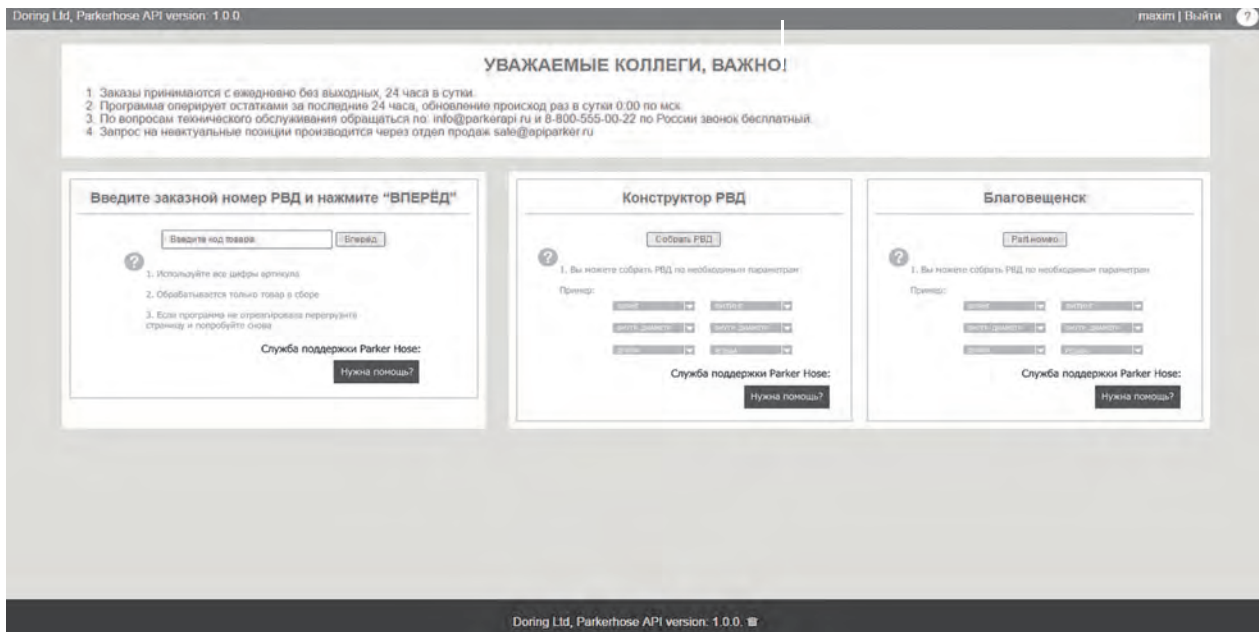 Doring Ltd, Parkerhose API version: 1.0.0.
maxim | Выйти ?
УВАЖАЕМЫЕ КОЛЛЕГИ, ВАЖНО!
1. Заказы принимаются с ежедневно без выходных, 24 часа в сутки.
2. Программа оперирует остатками за последние 24 часа, обновление происход раз в сутки 0:00 по мск.
3. По вопросам технического обслуживания обращаться по: info@parkerapi.ru и 8-800-555-00-22 по России звонок бесплатный.
4. Запрос на неактуальные позиции производится через отдел продаж sale@apiparker.ru
Введите заказной номер РВД и нажмите “ВПЕРЁД”
Введите код товара Вперёд
?
1. Используйте все цифры артикула
2. Обрабатывается только товар в сборе
3. Если программа не отреагировала перегрузите
страницу и попробуйте снова
Служба поддержки Parker Hose:
Нужна помощь?
Конструктор РВД
Собрать РВД
?
1. Вы можете собрать РВД по необходимым параметрам
Пример:
Служба поддержки Parker Hose:
Нужна помощь?
Благовещенск
?
1. Вы можете собрать РВД по необходимым параметрам
Пример:
Служба поддержки Parker Hose:
Нужна помощь?
Doring Ltd, Parkerhose API version: 1.0.0.